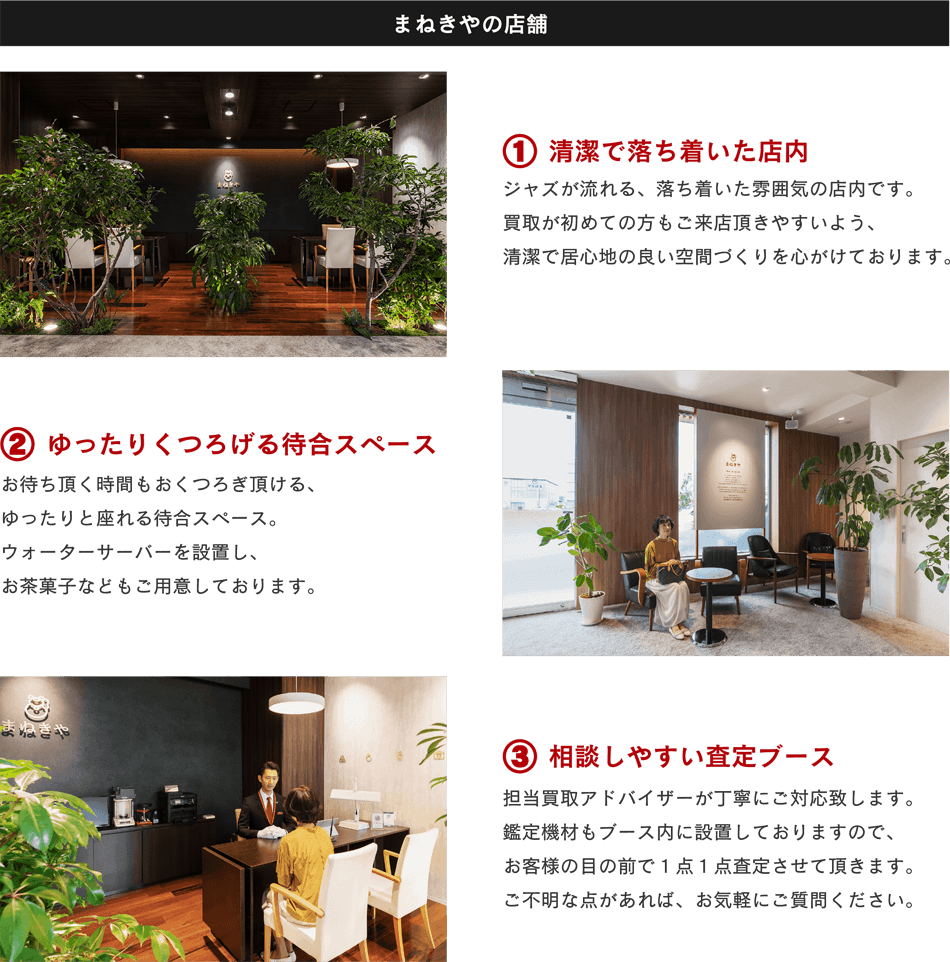 まねきやの店舗
まねきや
① 清潔で落ち着いた店内
ジャズが流れる、落ち着いた雰囲気の店内です。
買取が初めての方もご来店頂きやすいよう、
清潔で居心地の良い空間づくりを心がけております。
② ゆったりくつろげる待合スペース
お待ち頂く時間もおくつろぎ頂ける、
ゆったりと座れる待合スペース。
ウォーターサーバーを設置し、
お茶菓子などもご用意しております。
まねきや
まねきや
③ 相談しやすい査定ブース
担当買取アドバイザーが丁寧にご対応致します。
鑑定機材もブース内に設置しておりますので、
お客様の目の前で１点１点査定させて頂きます。
ご不明な点があれば、お気軽にご質問ください。